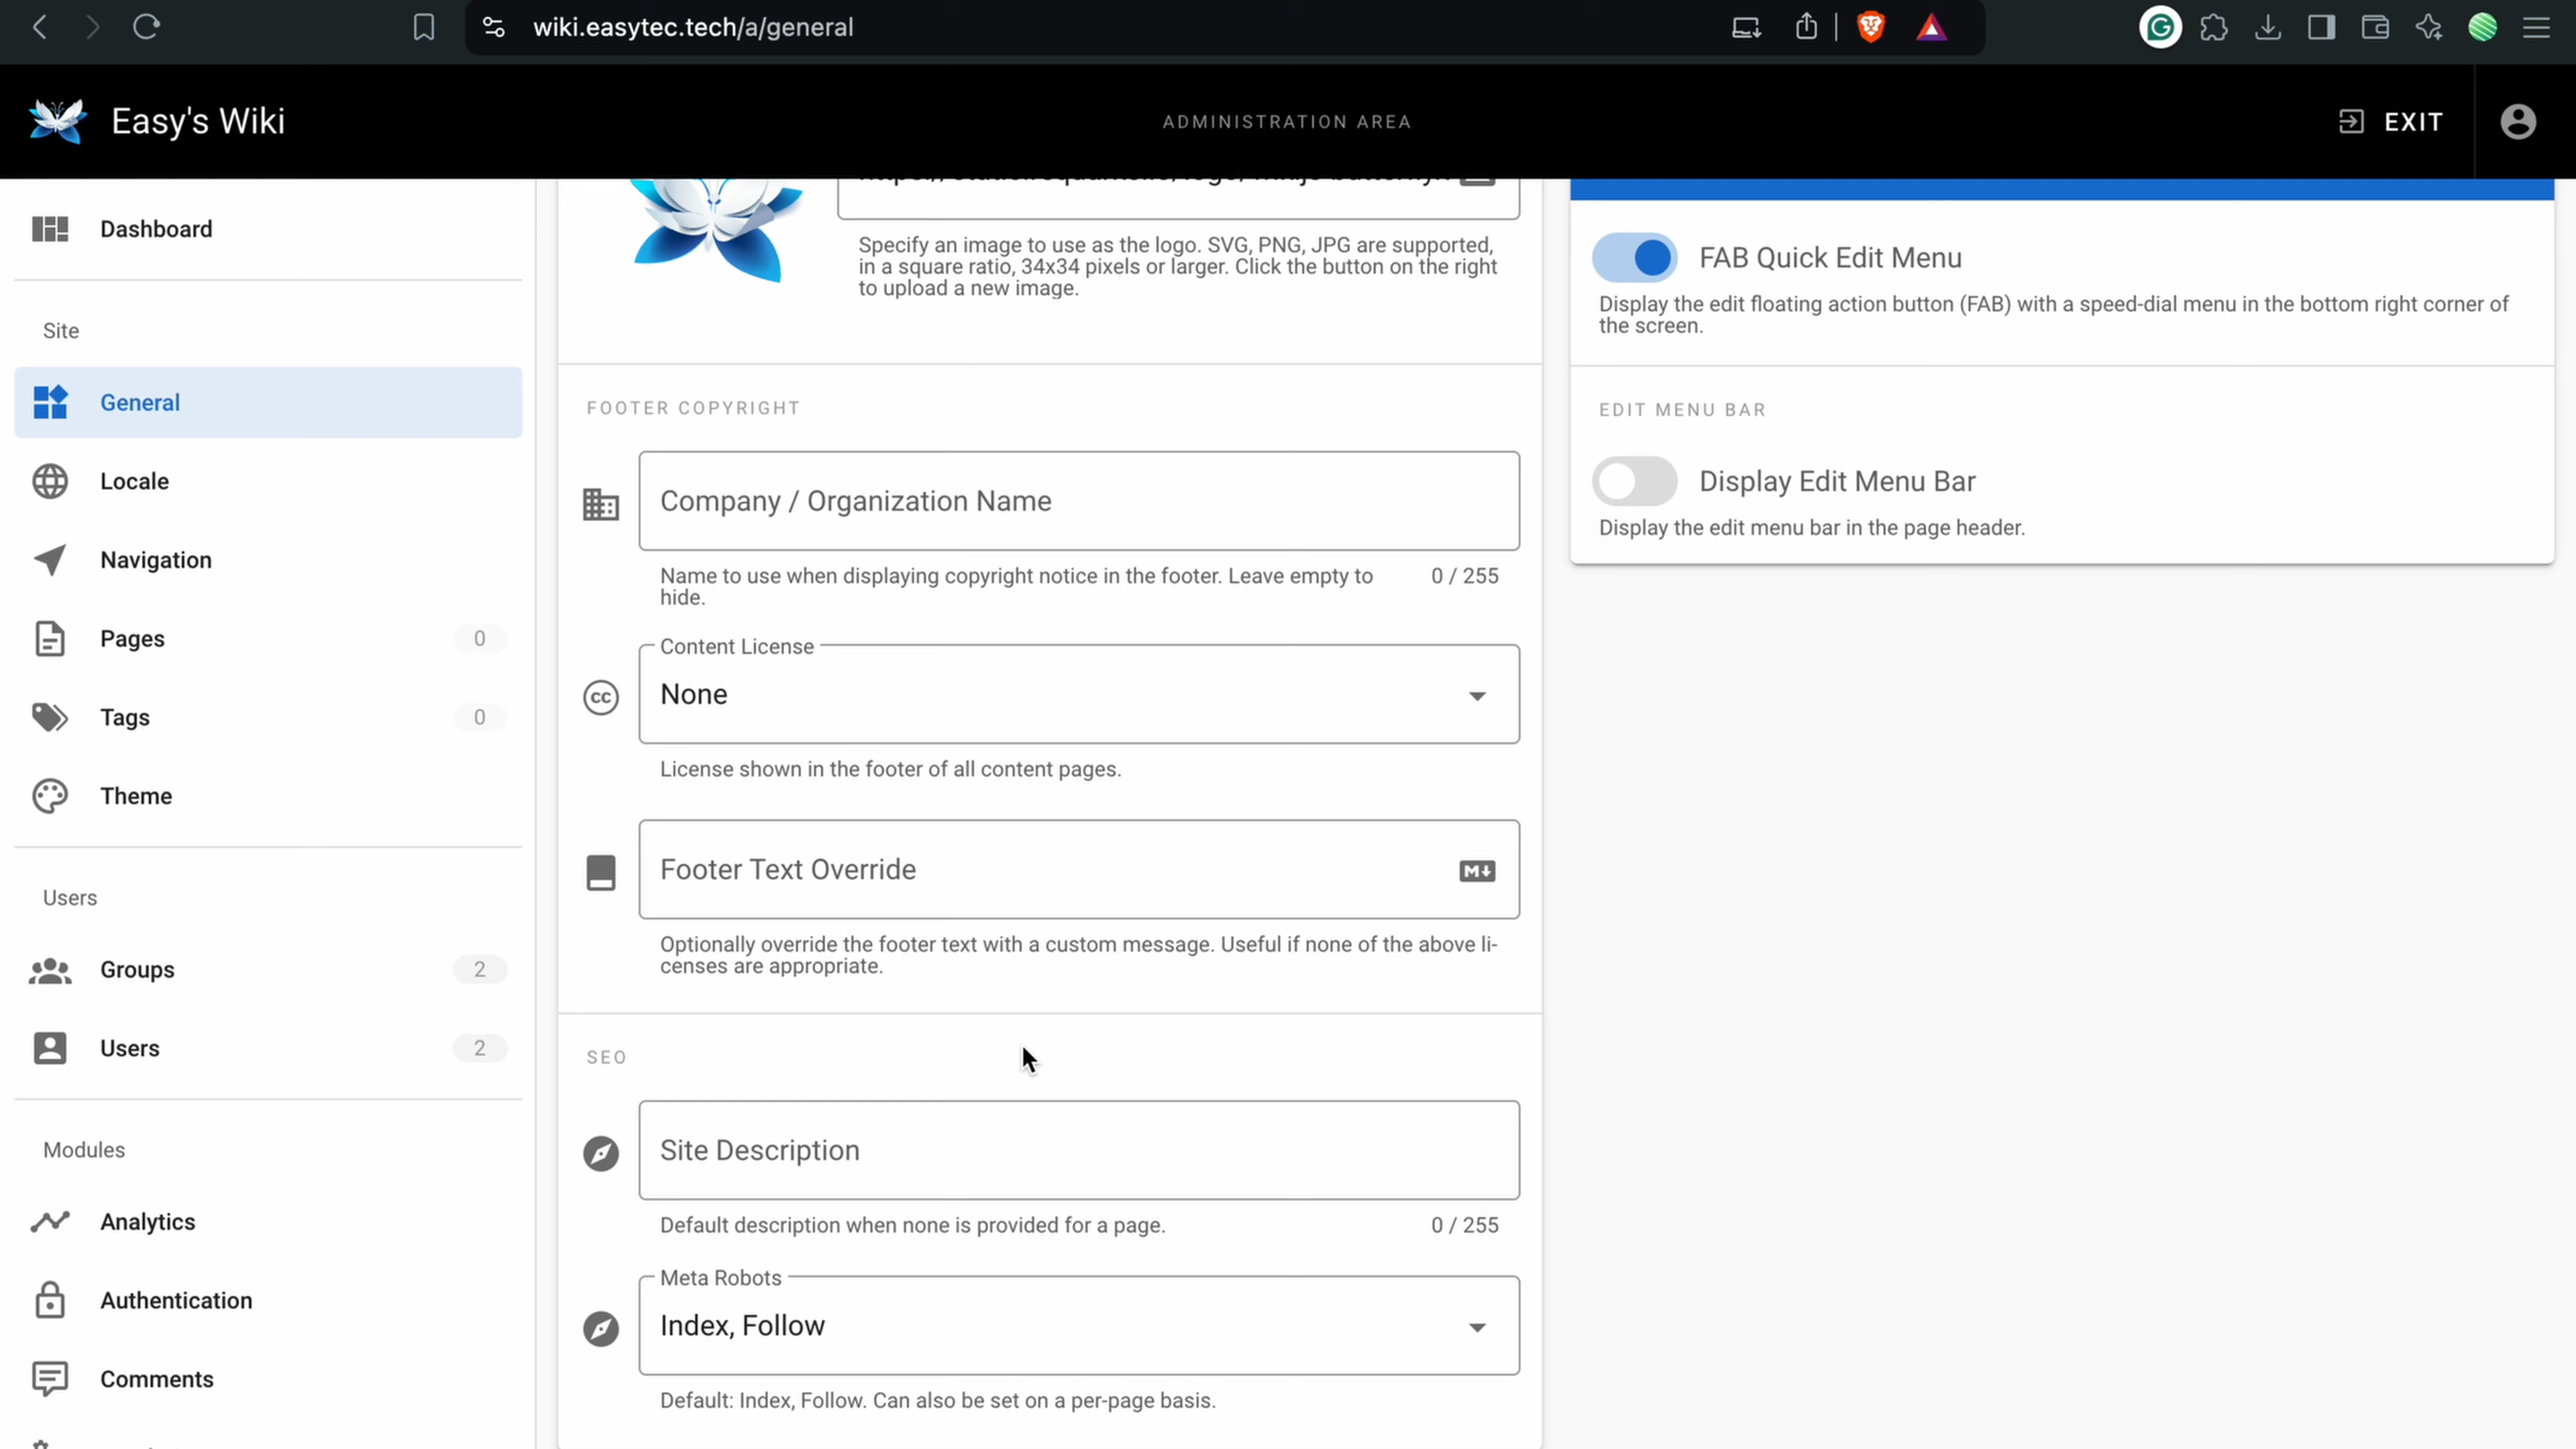 wiki.easytec.tech/a/general
Easy's Wiki
ADMINISTRATION AREA
EXIT
Dashboard
Site
General
Locale
Navigation
Pages
0
Tags
0
Theme
Users
Groups
2
Users
2
Modules
Analytics
Authentication
Comments
Specify an image to use as the logo. SVG, PNG, JPG are supported,
in a square ratio, 34x34 pixels or larger. Click the button on the right
to upload a new image.
FOOTER COPYRIGHT
Company / Organization Name
Name to use when displaying copyright notice in the footer. Leave empty to
hide.
0 / 255
Content License
cc
None
License shown in the footer of all content pages.
Footer Text Override
M
Optionally override the footer text with a custom message. Useful if none of the above li-
censes are appropriate.
SEO
Site Description
Default description when none is provided for a page.
0 / 255
Meta Robots
Index, Follow
Default: Index, Follow. Can also be set on a per-page basis.
FAB Quick Edit Menu
Display the edit floating action button (FAB) with a speed-dial menu in the bottom right corner of
the screen.
EDIT MENU BAR
Display Edit Menu Bar
Display the edit menu bar in the page header.